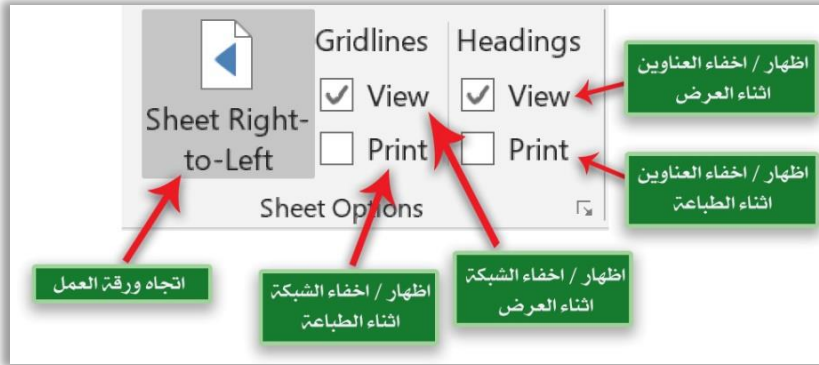 Gridlines
Headings
View
View
Sheet Right-
to-Left
Print
Print
Sheet Options
اظهار / اخفاء العناوين
اثناء العرض
اظهار / اخفاء العناوين
اثناء الطباعة
اظهار / اخفاء الشبكة
اثناء العرض
اظهار / اخفاء الشبكة
اثناء الطباعة
اتجاه ورقة العمل